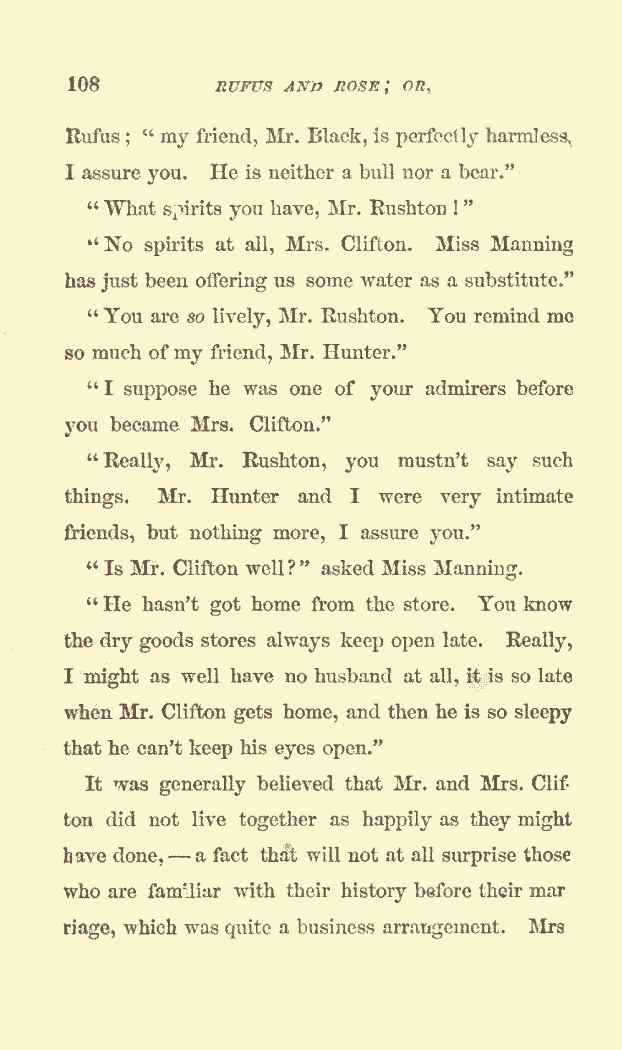 108 RUFUS AND ROSE; OR,
Rufus; "my friend, Mr. Black, is perfectly harmless,
I assure you. He is neither a bull nor a bear."
"What spirits you have, Mr. Rushton!"
"No spirits at all, Mrs. Clifton. Miss Manning
has just been offering us some water as a substitute."
"You are so lively, Mr. Rushton. You remind me
so much of my friend, Mr. Hunter."
"I suppose he was one of your admirers before
you became Mrs. Clifton."
"Really, Mr. Rushton, you mustn't say such
things. Mr. Hunter and I were very intimate
friends, but nothing more, I assure you."
"Is Mr. Clifton well?" asked Miss Manning.
"He hasn't got home from the store. You know
the dry goods stores always keep open late. Really,
I might as well have no husband at all, it is so late
when Mr. Clifton gets home, and then he is so sleepy
that he can't keep his eyes open."
It was generally believed that Mr. and Mrs. Clif-
ton did not live together as happily as they might
have done,—a fact that will not at all surprise those
who are familiar with their history before their mar
riage, which was quite a business arrangement. Mrs